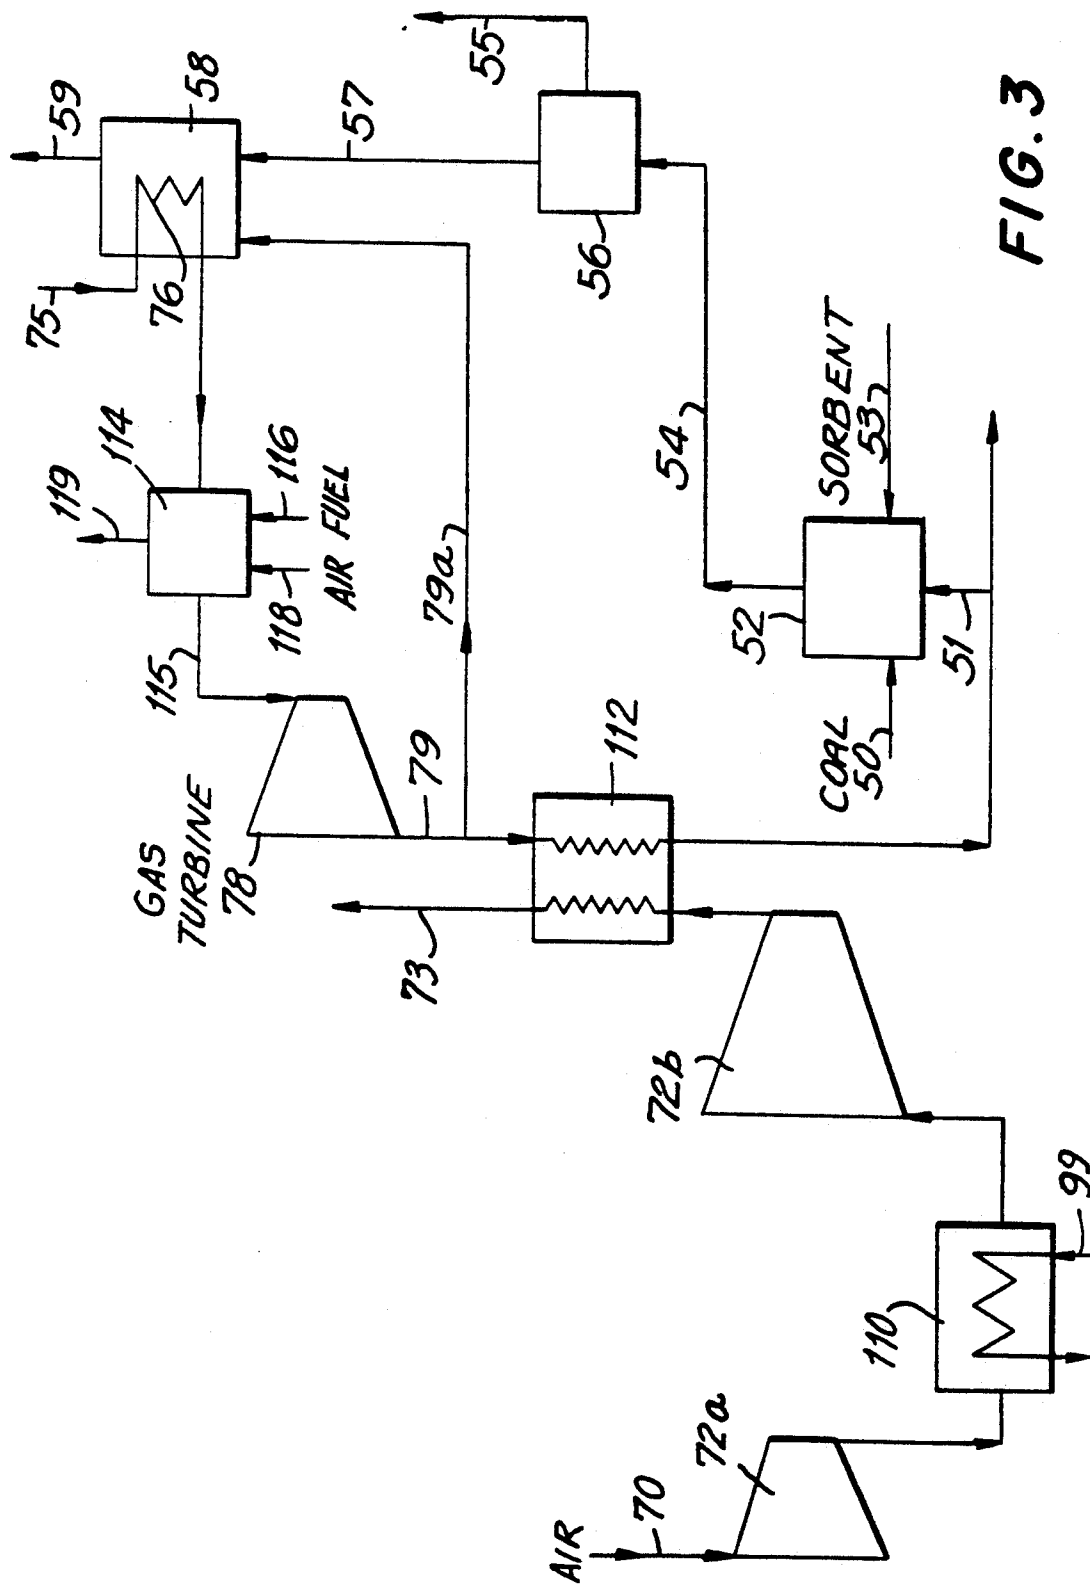 AIR
70
72a
110
99
72b
73
112
GAS
TURBINE
78
79
79a
115
119
114
118
116
AIR FUEL
75
76
59
58
57
55
56
54
COAL
50
52
51
SORBENT
53
FIG. 3